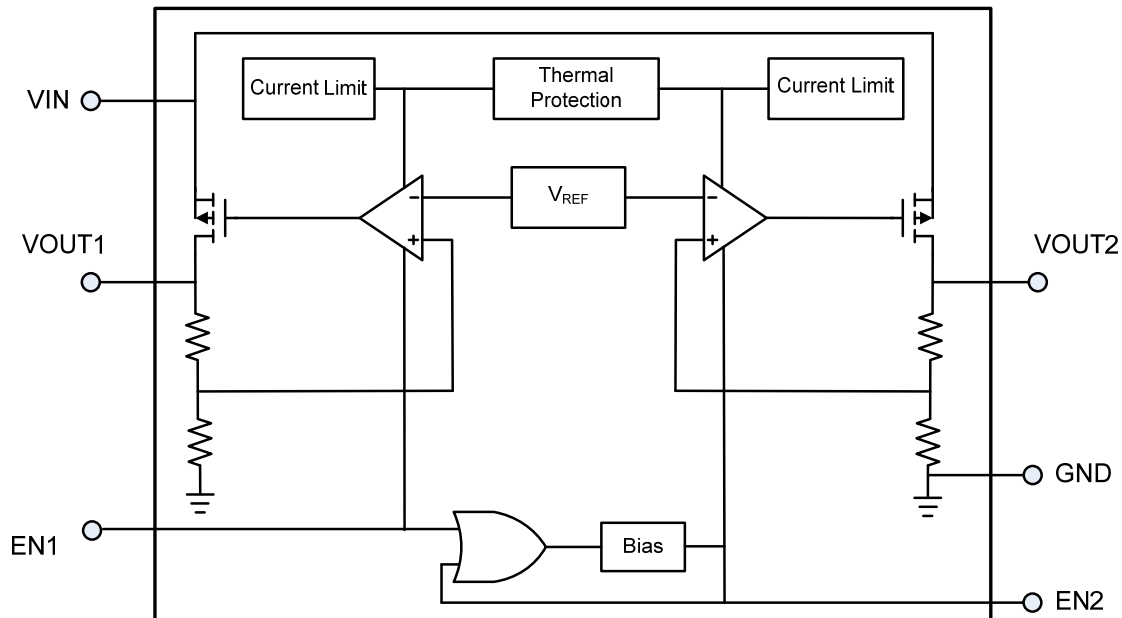 Current Limit
Thermal
Protection
Current Limit
VIN
VREF
-
-
VOUT1
+
+
VOUT2
GND
EN1
Bias
EN2